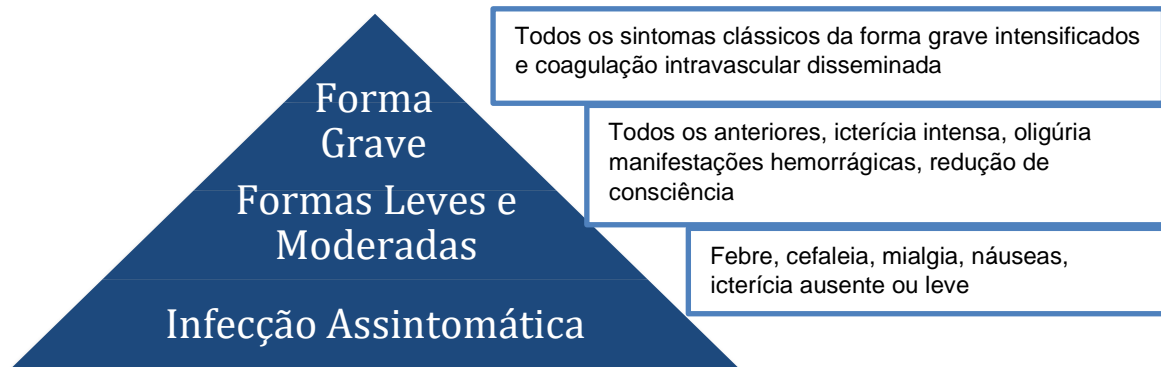 Forma
Grave
Formas Leves e
Moderadas
Infecção Assintomática
Todos os sintomas clássicos da forma grave intensificados
e coagulação intravascular disseminada
Todos os anteriores, icterícia intensa, oligúria
manifestações hemorrágicas, redução de
consciência
Febre, cefaleia, mialgia, náuseas,
icterícia ausente ou leve